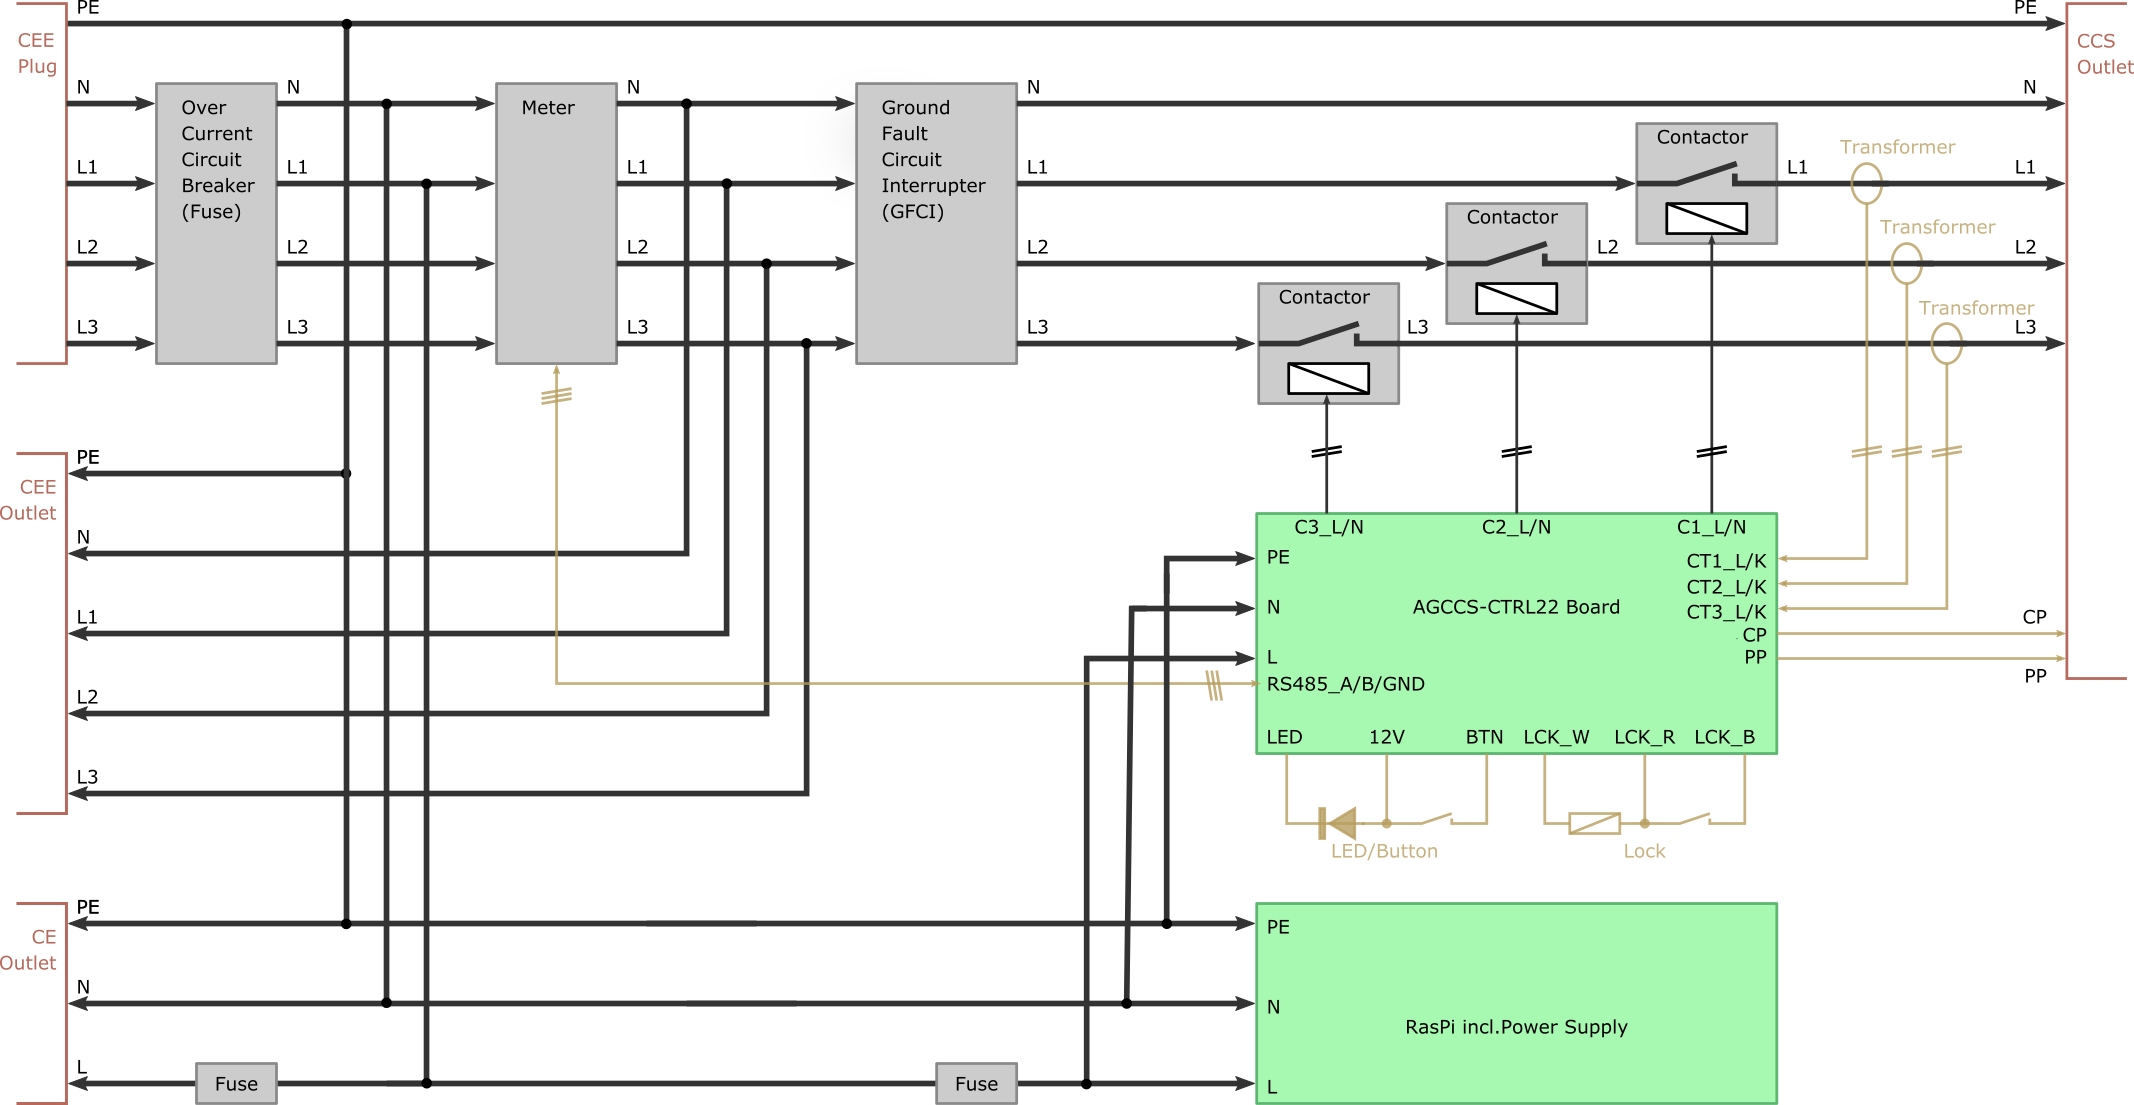 PE
PE
CEE
Plug
CCS
Outlet
N
N
N
N
N
Over
Current
Circuit
Breaker
(Fuse)
Meter
Ground
Fault
Circuit
Interrupter
(GFCI)
Contactor
Transformer
L1
L1
L1
L1
L1
L1
Contactor
Transformer
L2
L2
L2
L2
L2
L2
Contactor
Transformer
L3
L3
L3
L3
L3
L3
PE
CEE
Outlet
N
L1
L2
L3
C3_L/N
C2_L/N
C1_L/N
PE
N
L
RS485_A/B/GND
AGCCS-CTRL22 Board
CT1_L/K
CT2_L/K
CT3_L/K
CP
PP
CP
PP
LED
12V
BTN
LCK_W
LCK_R
LCK_B
LED/Button
Lock
PE
CE
Outlet
N
L
Fuse
Fuse
PE
N
RasPi incl.Power Supply
L